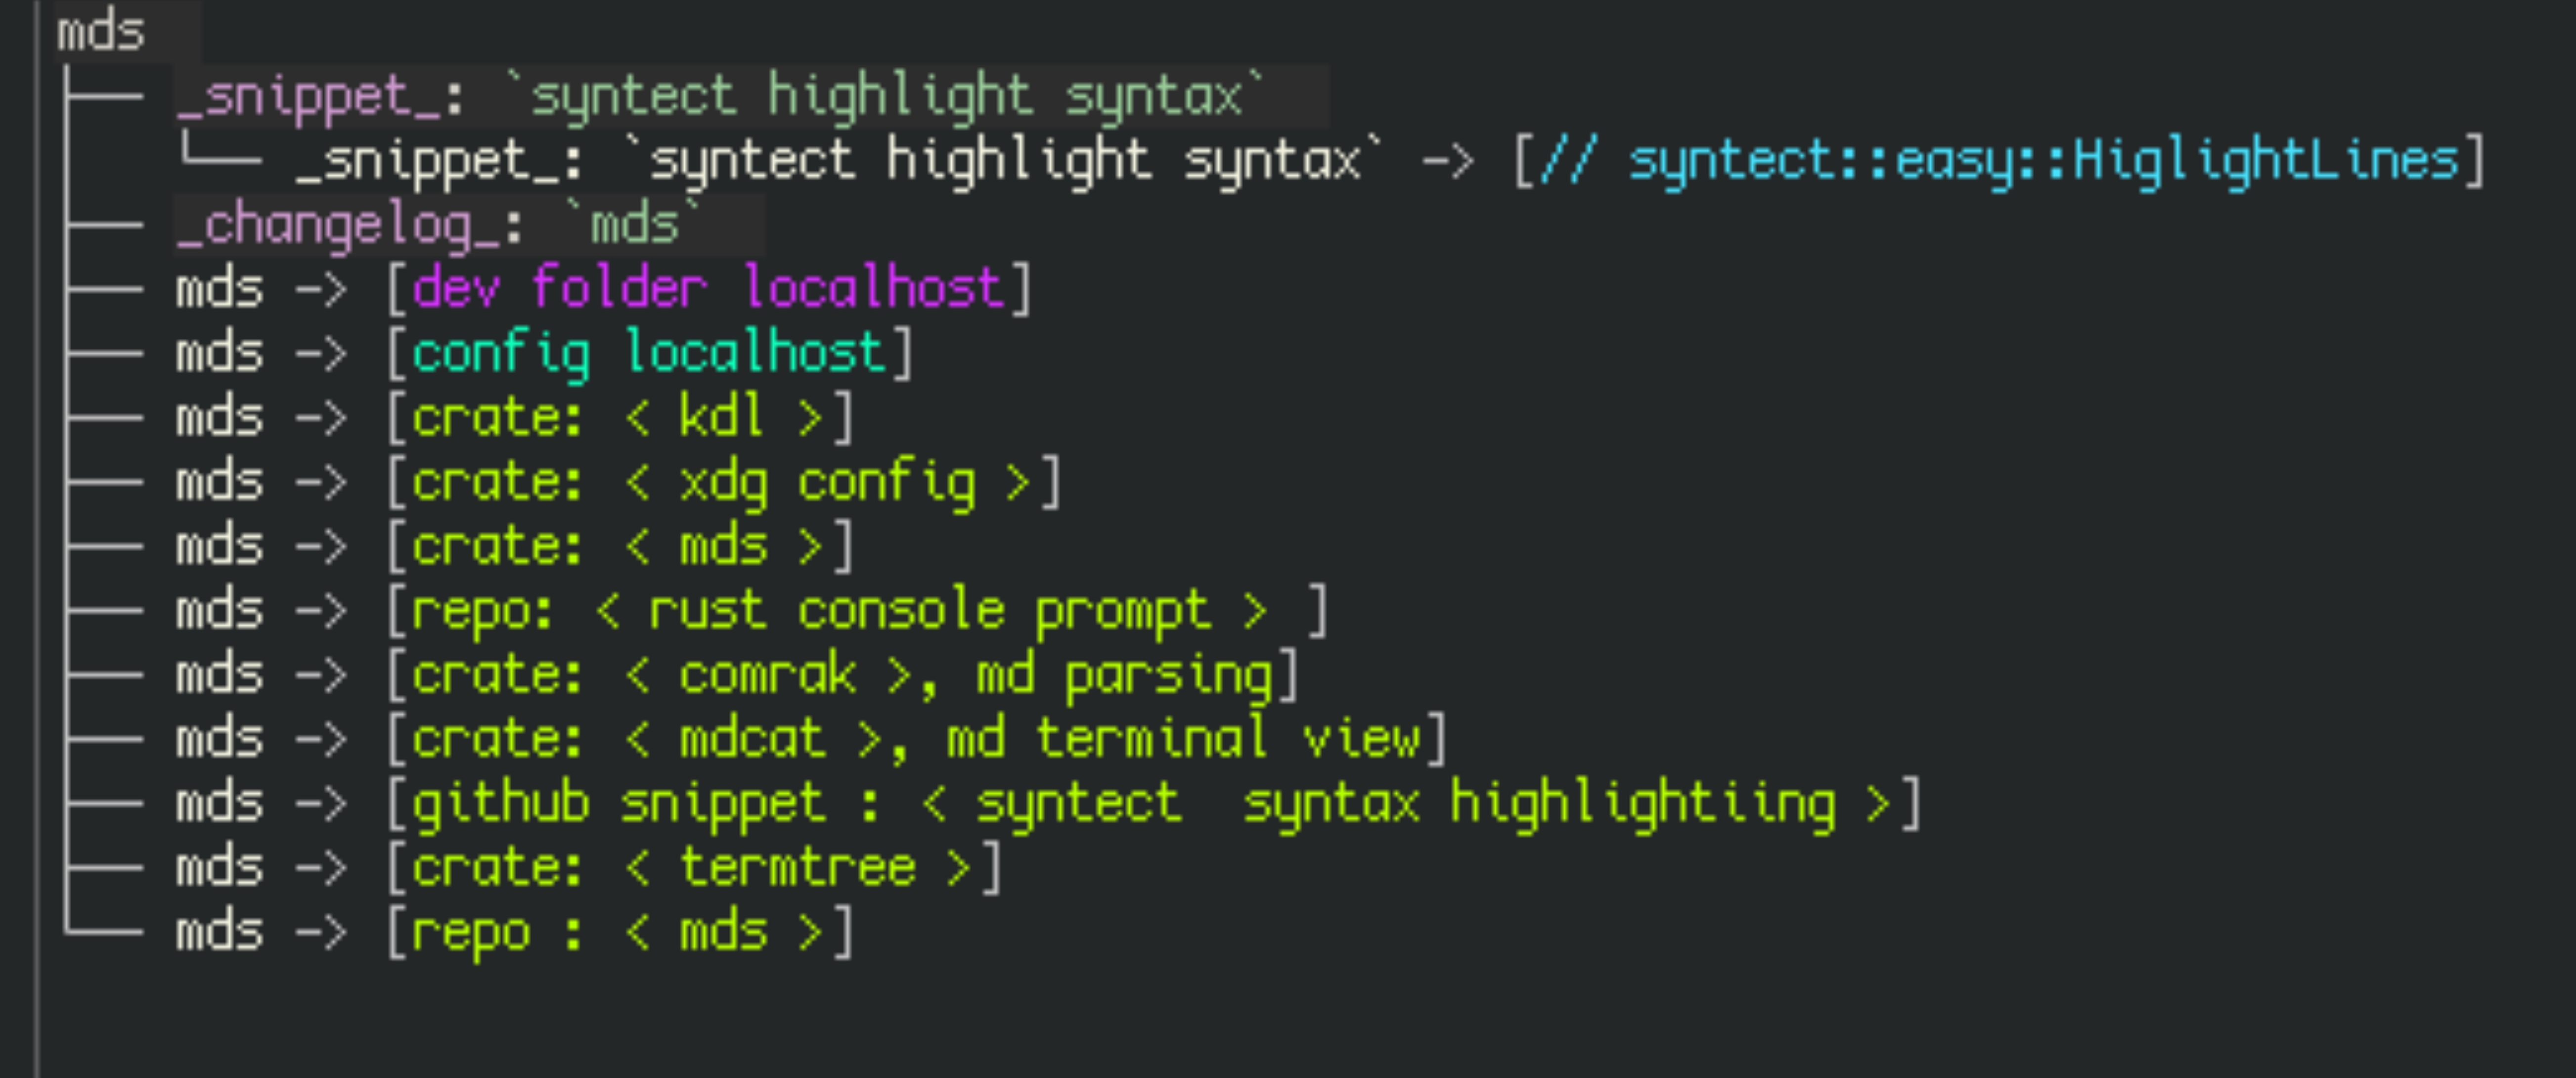 mds
├── _snippet_: `syntect highlight syntax`
│   └── _snippet_: `syntect highlight syntax` -> [// syntect::easy::HiglightLines]
├── _changelog_: `mds`
├── mds -> [dev folder localhost]
├── mds -> [config localhost]
├── mds -> [crate: < kdl >]
├── mds -> [crate: < xdg config >]
├── mds -> [crate: < mds >]
├── mds -> [repo: < rust console prompt > ]
├── mds -> [crate: < comrak >, md parsing]
├── mds -> [crate: < mdcat >, md terminal view]
├── mds -> [github snippet : < syntect  syntax highlightiing >]
├── mds -> [crate: < termtree >]
└── mds -> [repo : < mds >]